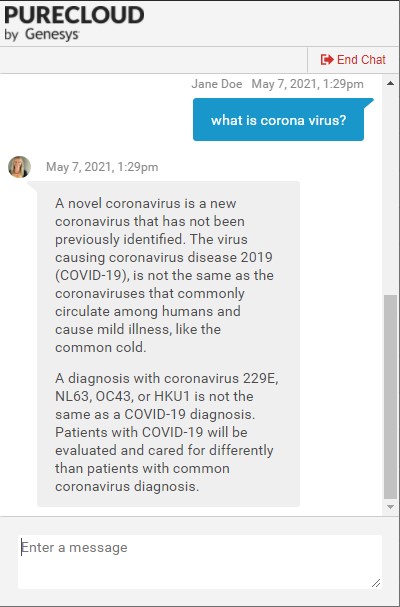 PURECLOUD
by Genesys
End Chat
Jane Doe May 7, 2021, 1:29pm
what is corona virus?
May 7, 2021, 1:29pm
A novel coronavirus is a new
coronavirus that has not been
previously identified. The virus
causing coronavirus disease 2019
(COVID-19), is not the same as the
coronaviruses that commonly
circulate among humans and
cause mild illness, like the
common cold.
A diagnosis with coronavirus 229E,
NL63, OC43, or HKU1 is not the
same as a COVID-19 diagnosis.
Patients with COVID-19 will be
evaluated and cared for differently
than patients with common
coronavirus diagnosis.
Enter a message